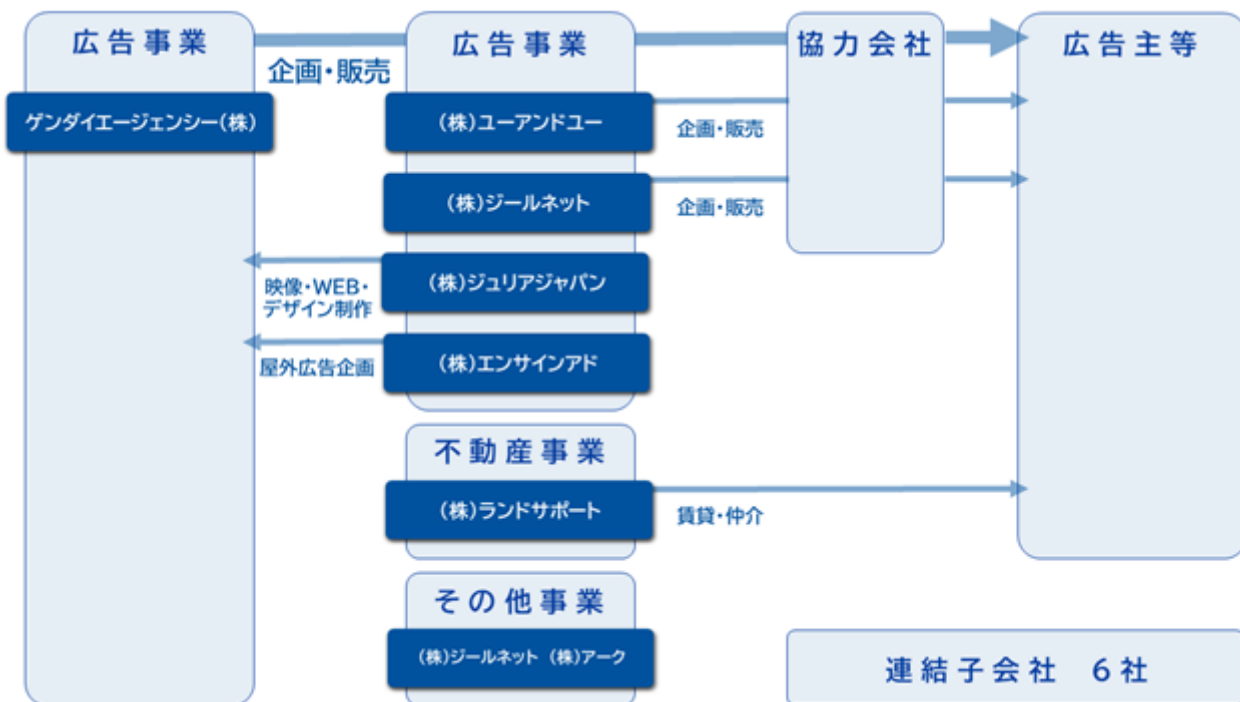 広告事業
企画・販売
広告事業
協力会社
広告主等
ゲンダイエージェンシー(株)
(株)ユーアンドユー
企画・販売
(株)ジールネット
企画・販売
(株)ジュリアジャパン
映像・WEB・
デザイン制作
(株)エンサインアド
屋外広告企画
不動産事業
(株)ランドサポート
賃貸・仲介
その他事業
(株)ジールネット (株)アーク
連結子会社 6社